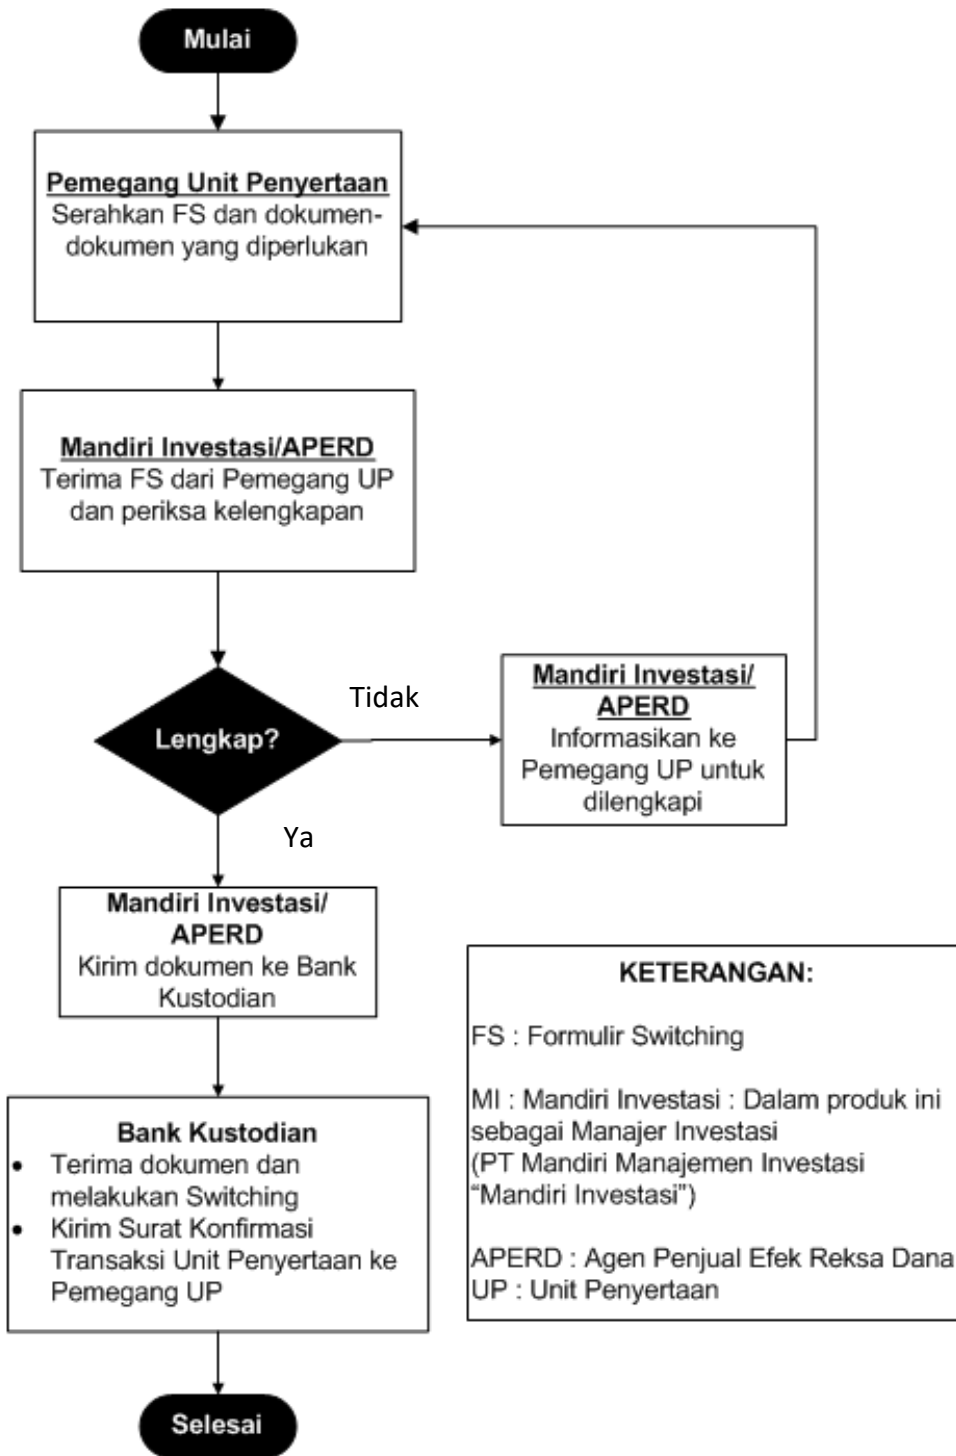 Mulai
Pemegang Unit Penyertaan
Serahkan FS dan dokumen-
dokumen yang diperlukan
Mandiri Investasi/APERD
Terima FS dari Pemegang UP
dan periksa kelengkapan
Lengkap?
Tidak
Mandiri Investasi/
APERD
Informasikan ke
Pemegang UP untuk
dilengkapi
Ya
Mandiri Investasi/
APERD
Kirim dokumen ke Bank
Kustodian
Bank Kustodian
• Terima dokumen dan
melakukan Switching
• Kirim Surat Konfirmasi
Transaksi Unit Penyertaan ke
Pemegang UP
Selesai
KETERANGAN:
FS : Formulir Switching
MI : Mandiri Investasi : Dalam produk ini
sebagai Manajer Investasi
(PT Mandiri Manajemen Investasi
“Mandiri Investasi”)
APERD : Agen Penjual Efek Reksa Dana
UP : Unit Penyertaan